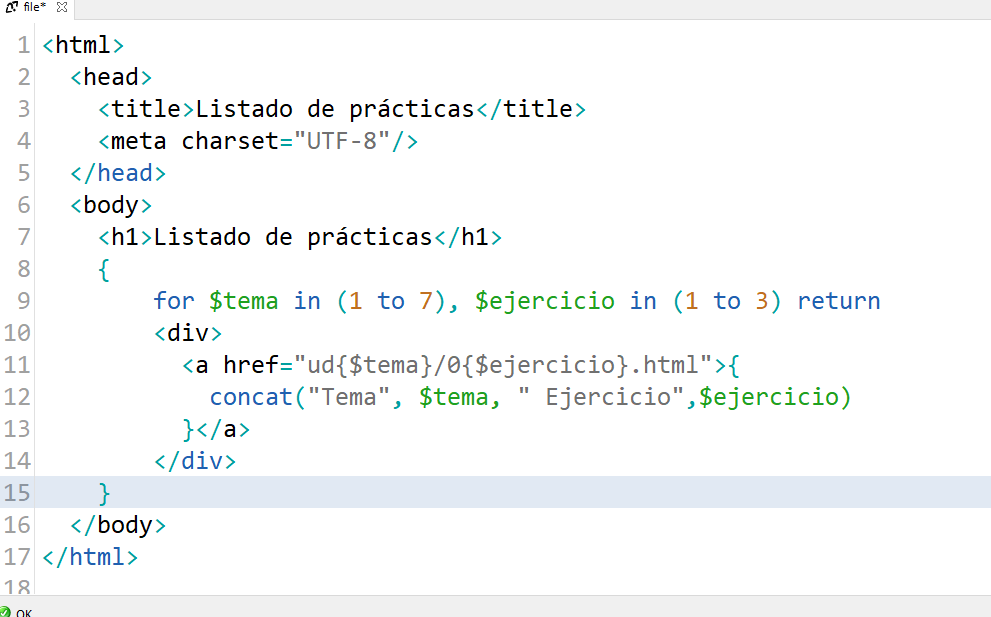 file*
1 <html>
2   <head>
3     <title>Listado de prácticas</title>
4     <meta charset="UTF-8"/>
5   </head>
6   <body>
7     <h1>Listado de prácticas</h1>
8     {
9         for $tema in (1 to 7), $ejercicio in (1 to 3) return
10         <div>
11           <a href="ud{$tema}/0{$ejercicio}.html">{
12             concat("Tema", $tema, " Ejercicio",$ejercicio)
13           }</a>
14         </div>
15     }
16   </body>
17 </html>
18
OK